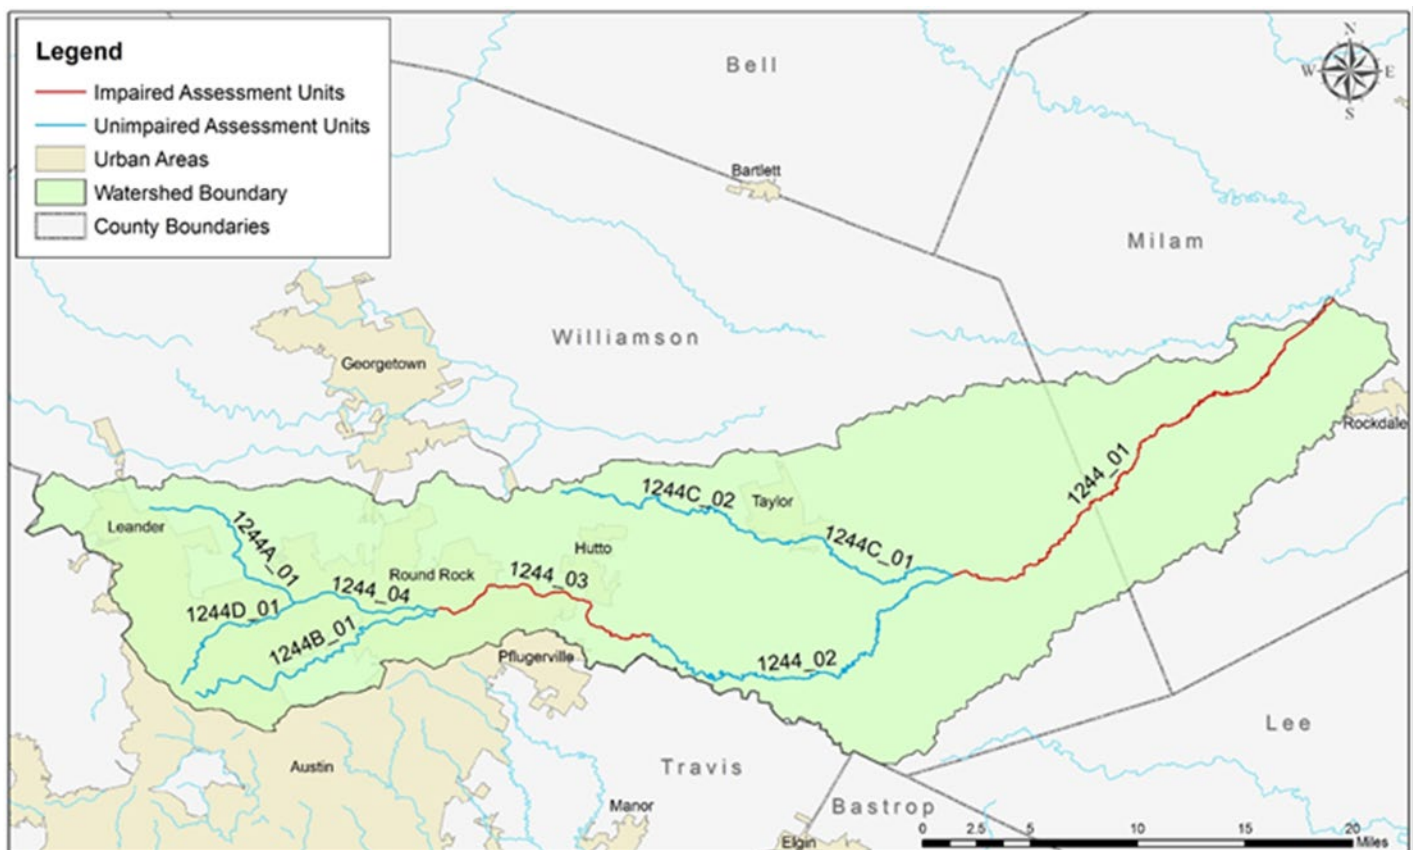 Legend
Impaired Assessment Units
Unimpaired Assessment Units
Urban Areas
Watershed Boundary
County Boundaries
N
W E
S
Bell
Bartlett
Milam
Williamson
Georgetown
Rockdale
1244_01
1244C_02
Taylor
Leander
1244A_01
1244C_01
Hutto
Round Rock
1244_03
1244_04
1244D_01
1244B_01
Pflugerville
1244_02
Lee
Austin
Travis
Manor
Bastrop
Elgin
0 2.5 5 10 15 20
Miles